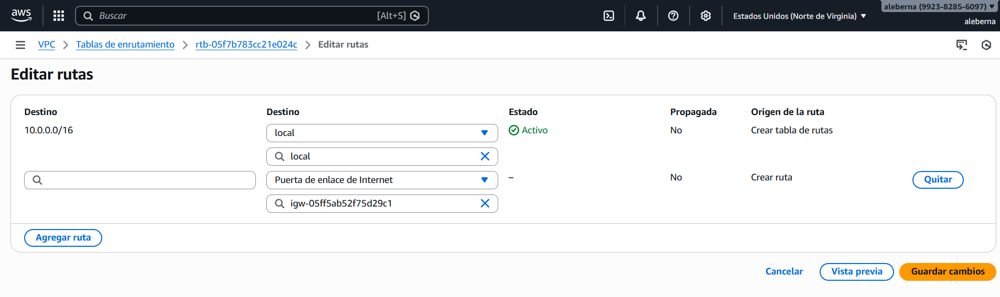 aws
Buscar
[Alt+S]
Estados Unidos (Norte de Virginia)
aleberna (9923-8285-6097)
aleberna
VPC
Tablas de enrutamiento
rtb-05f7b783cc21e024c
Editar rutas
Editar rutas
Destino
Destino
Estado
Propagada
Origen de la ruta
10.0.0.0/16
local
Activo
No
Crear tabla de rutas
local
Puerta de enlace de Internet
–
No
Crear ruta
Quitar
igw-05ff5ab52f75d29c1
Agregar ruta
Cancelar
Vista previa
Guardar cambios